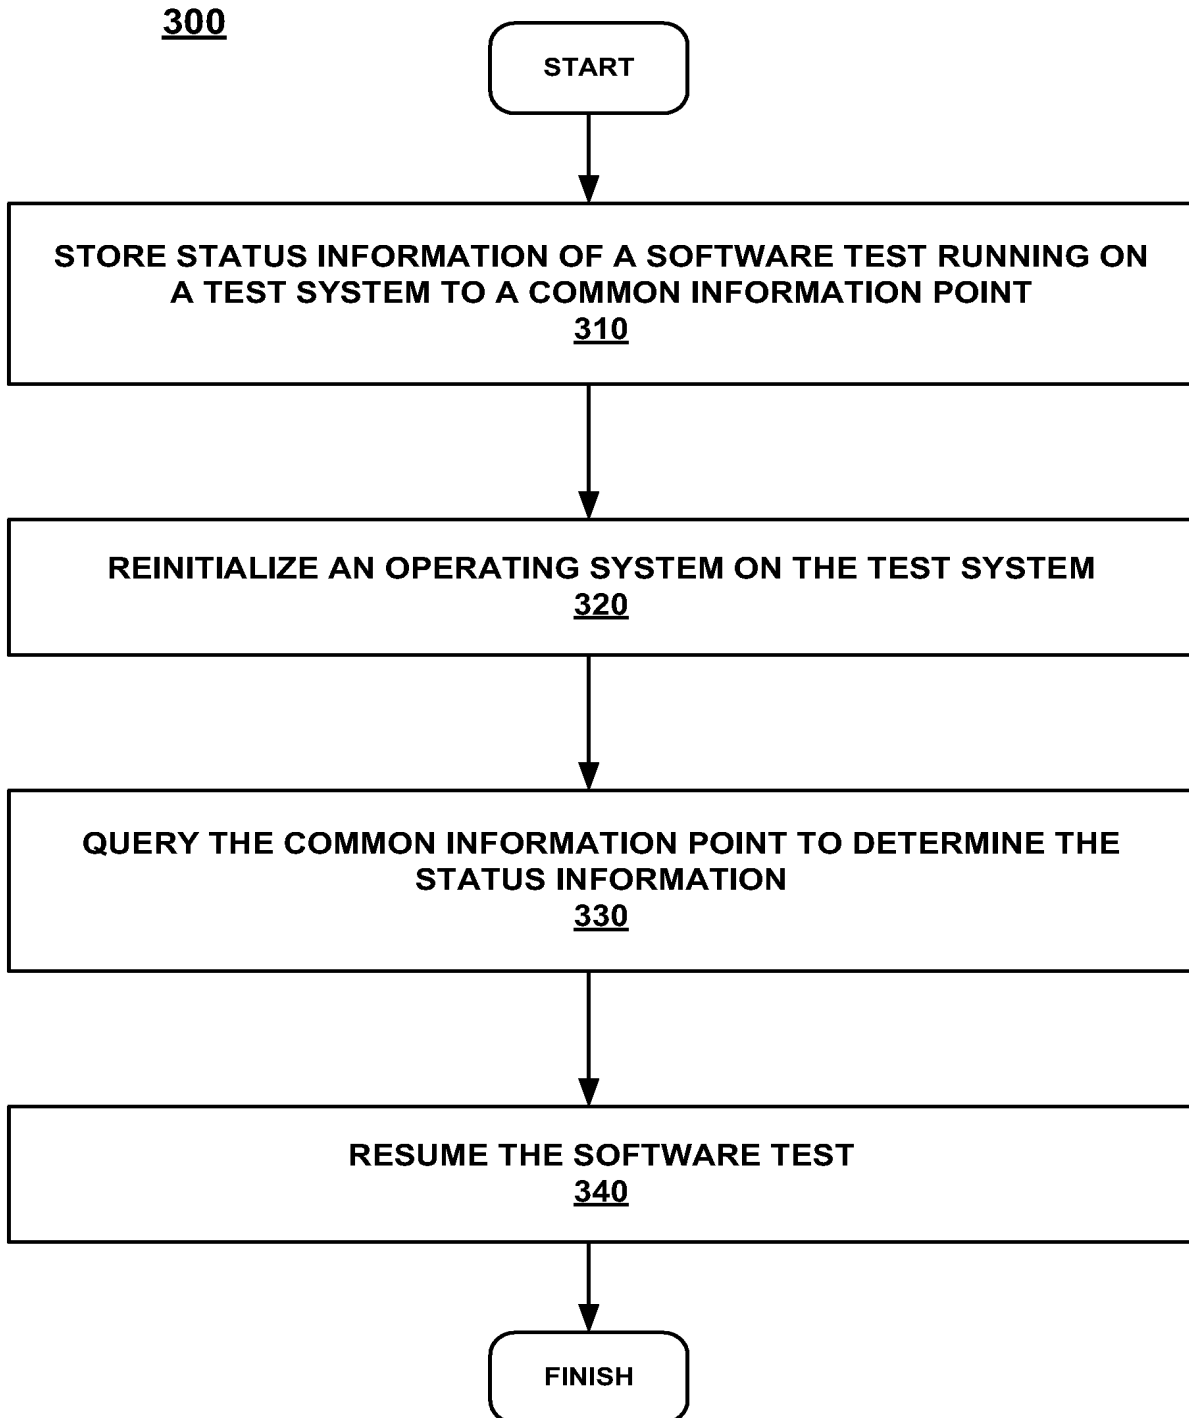 300
START
STORE STATUS INFORMATION OF A SOFTWARE TEST RUNNING ON
A TEST SYSTEM TO A COMMON INFORMATION POINT
310
REINITIALIZE AN OPERATING SYSTEM ON THE TEST SYSTEM
320
QUERY THE COMMON INFORMATION POINT TO DETERMINE THE
STATUS INFORMATION
330
RESUME THE SOFTWARE TEST
340
FINISH